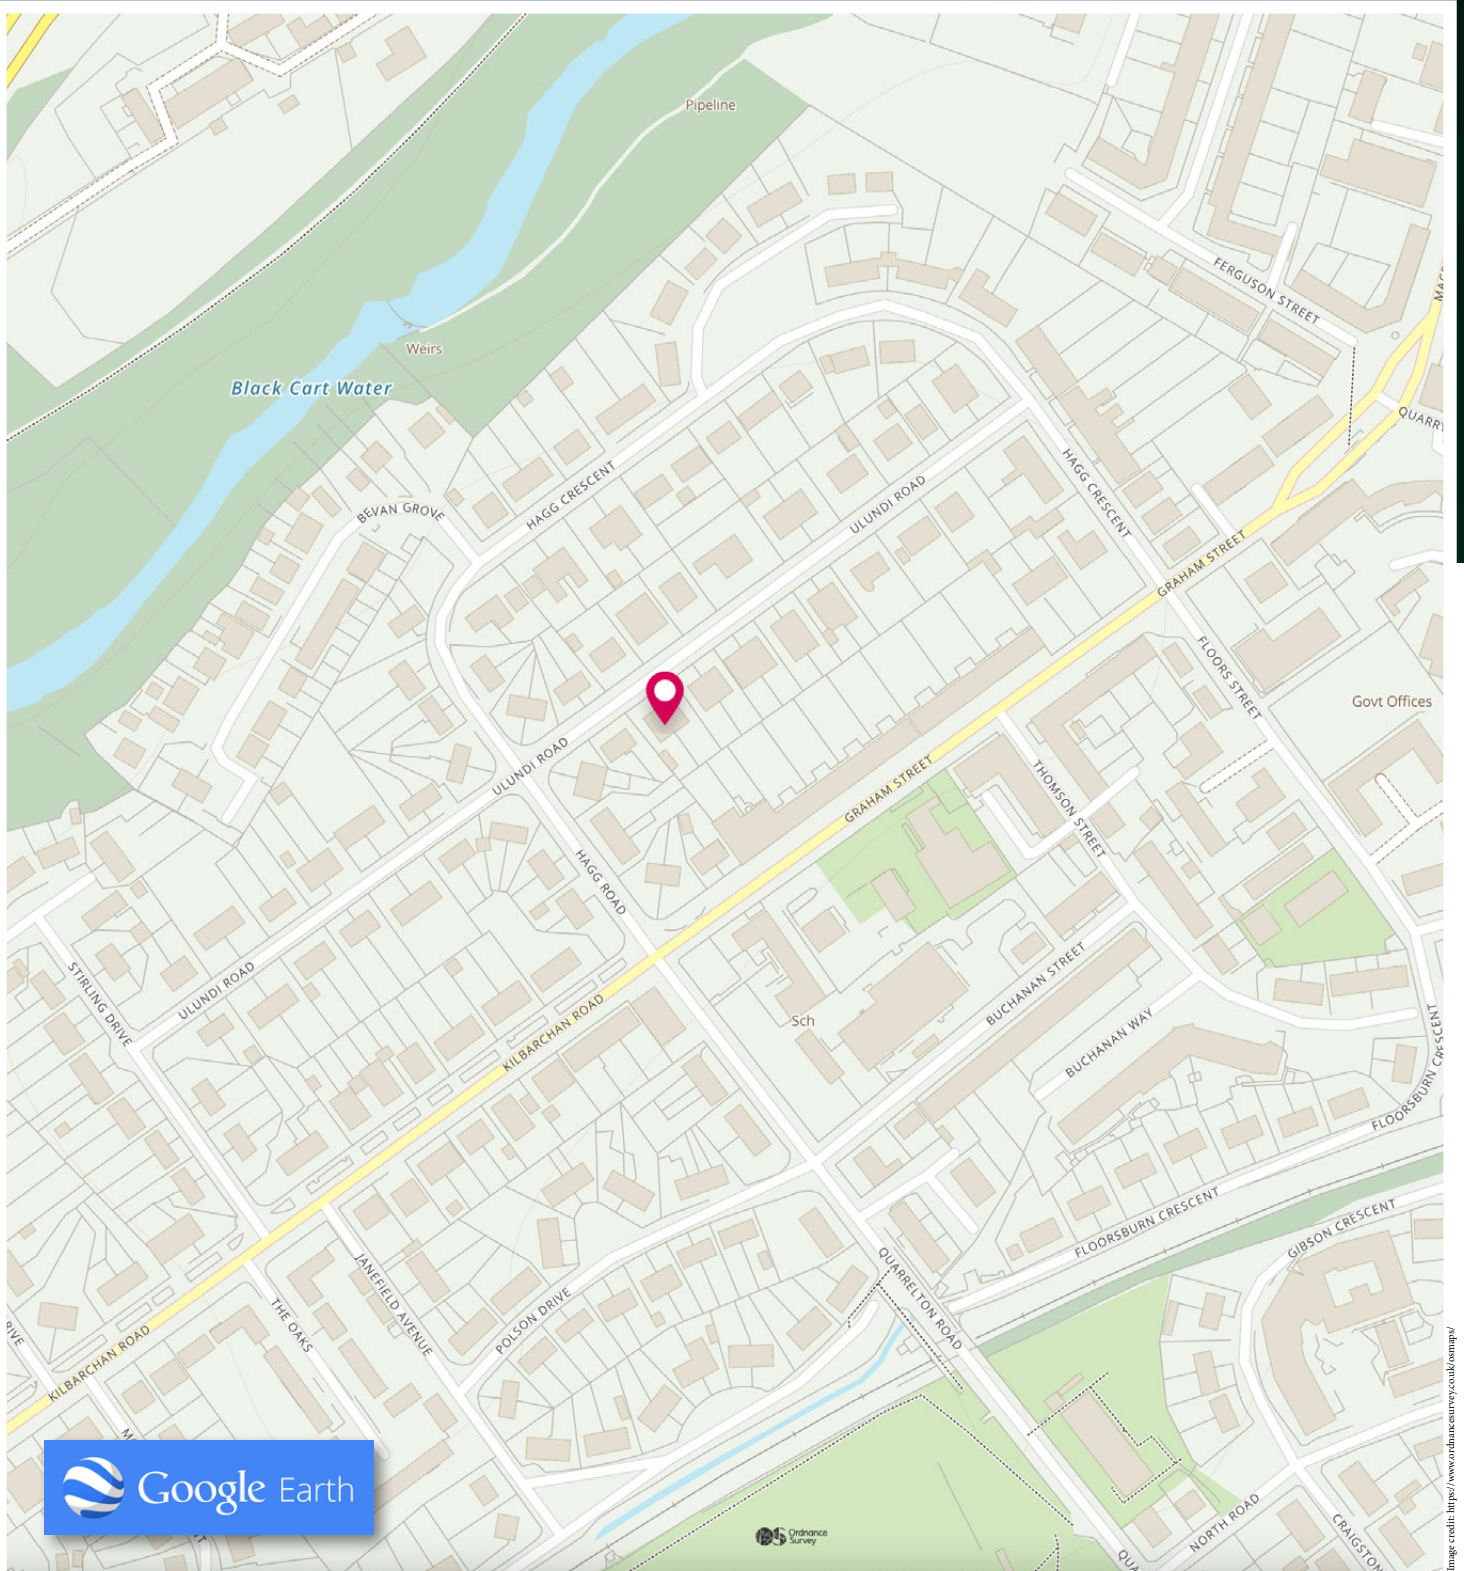 Pipeline
FERGUSON STREET
Weirs
Black Cart Water
QUARRY
HAGG CRESCENT
HAGG CRESCENT
ULUNDI ROAD
BEVAN GROVE
GRAHAM STREET
FLOORS STREET
Govt Offices
ULUNDI ROAD
GRAHAM STREET
THOMSON STREET
HAGG ROAD
STIRLING DRIVE
ULUNDI ROAD
BUCHANAN STREET
KILBARCHAN ROAD
Sch
BUCHANAN WAY
FLOORSBURN CRESCENT
FLOORSBURN CRESCENT
GIBSON CRESCENT
QUARRELTON ROAD
JANEFIELD AVENUE
POLSON DRIVE
THE OAKS
RIVE
KILBARCHAN ROAD
Google Earth
Ordnance
Survey
NORTH ROAD
CRAIGSTON
QUA
Image credit: https://www.ordnancesurvey.co.uk/osmaps/